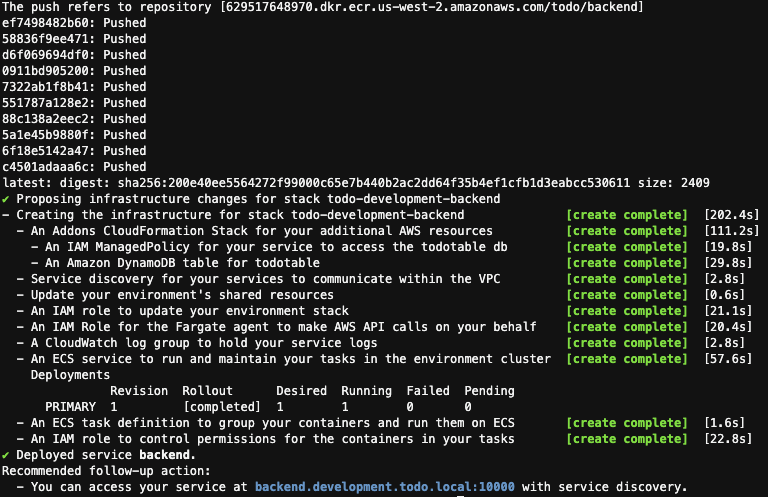 The push refers to repository [629517648970.dkr.ecr.us-west-2.amazonaws.com/todo/backend]
ef7498482b60: Pushed
58836f9ee471: Pushed
d6f069694df0: Pushed
0911bd905200: Pushed
7322ab1f8b41: Pushed
551787a128e2: Pushed
88c138a2eec2: Pushed
5a1e45b9880f: Pushed
6f18e5142a47: Pushed
c4501adaaa6c: Pushed
latest: digest: sha256:200e40ee5564272f99000c65e7b440b2ac2dd64f35b4ef1cfb1d3eabcc530611 size: 2409
✔ Proposing infrastructure changes for stack todo-development-backend
- Creating the infrastructure for stack todo-development-backend [create complete] [202.4s]
- An Addons CloudFormation Stack for your additional AWS resources [create complete] [111.2s]
- An IAM ManagedPolicy for your service to access the todotable db [create complete] [19.8s]
- An Amazon DynamoDB table for todotable [create complete] [29.8s]
- Service discovery for your services to communicate within the VPC [create complete] [2.8s]
- Update your environment's shared resources [create complete] [0.6s]
- An IAM role to update your environment stack [create complete] [21.1s]
- An IAM Role for the Fargate agent to make AWS API calls on your behalf [create complete] [20.4s]
- A CloudWatch log group to hold your service logs [create complete] [2.8s]
- An ECS service to run and maintain your tasks in the environment cluster [create complete] [57.6s]
Deployments
Revision Rollout Desired Running Failed Pending
PRIMARY 1 [completed] 1 1 0 0
- An ECS task definition to group your containers and run them on ECS [create complete] [1.6s]
- An IAM role to control permissions for the containers in your tasks [create complete] [22.8s]
✔ Deployed service backend.
Recommended follow-up action:
- You can access your service at backend.development.todo.local:10000 with service discovery.